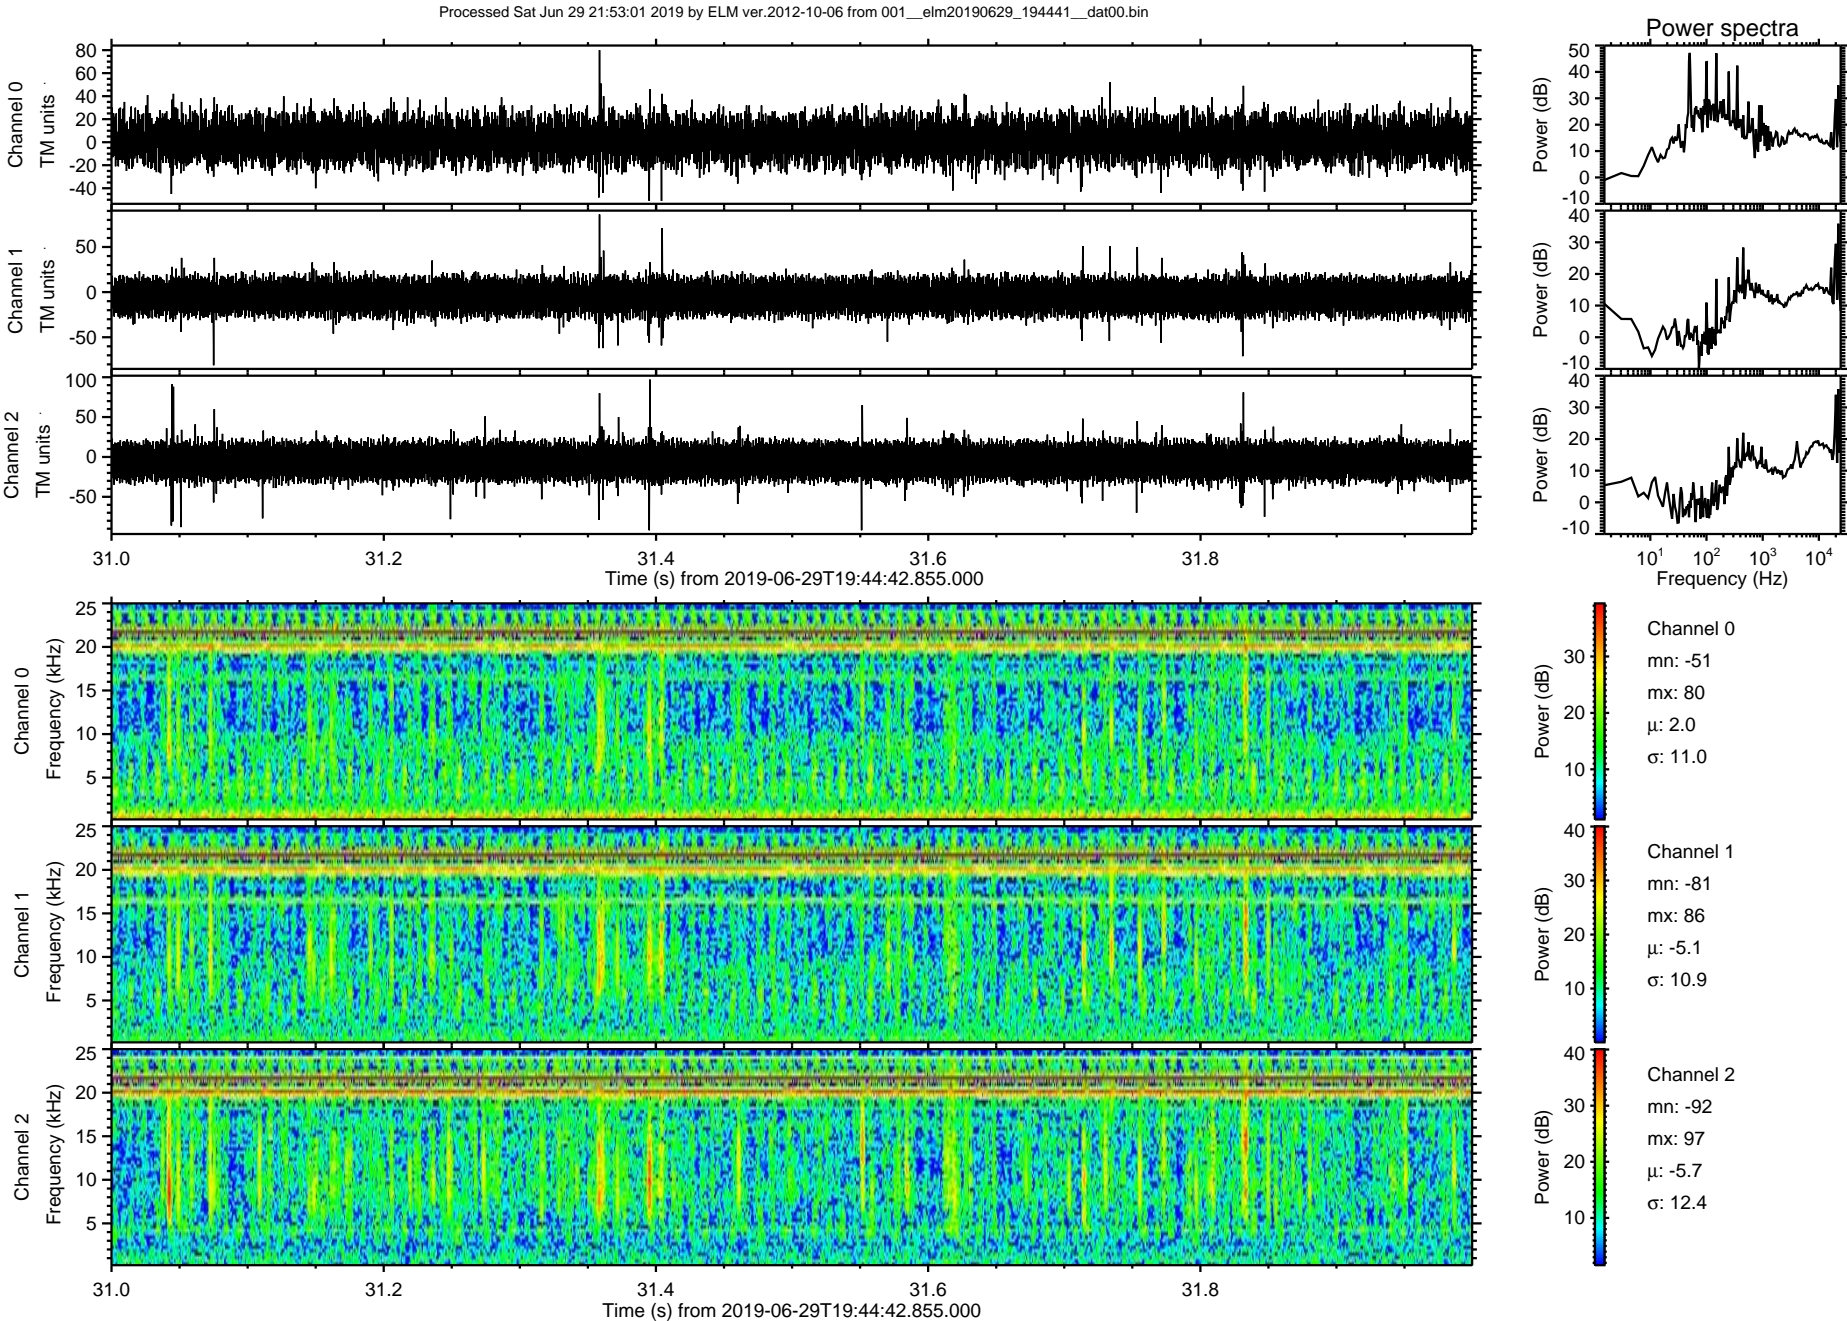 Processed Sat Jun 29 21:53:01 2019 by ELM ver.2012-10-06 from 001__elm20190629_194441__dat00.bin
Power spectra
Channel 0
TM units
80
60
40
20
0
-20
-40
Power (dB)
50
40
30
20
10
0
-10
Channel 1
TM units
50
0
-50
Power (dB)
40
30
20
10
0
-10
Channel 2
TM units
100
50
0
-50
Power (dB)
40
30
20
10
0
-10
31.0 31.2 31.4 31.6 31.8
Time (s) from 2019-06-29T19:44:42.855.000
10¹ 10² 10³ 10⁴
Frequency (Hz)
Channel 0
Frequency (kHz)
25
20
15
10
5
Power (dB)
30
20
10
Channel 0
mn: -51
mx: 80
μ: 2.0
σ: 11.0
Channel 1
Frequency (kHz)
25
20
15
10
5
Power (dB)
40
30
20
10
Channel 1
mn: -81
mx: 86
μ: -5.1
σ: 10.9
Channel 2
Frequency (kHz)
25
20
15
10
5
Power (dB)
40
30
20
10
Channel 2
mn: -92
mx: 97
μ: -5.7
σ: 12.4
31.0 31.2 31.4 31.6 31.8
Time (s) from 2019-06-29T19:44:42.855.000